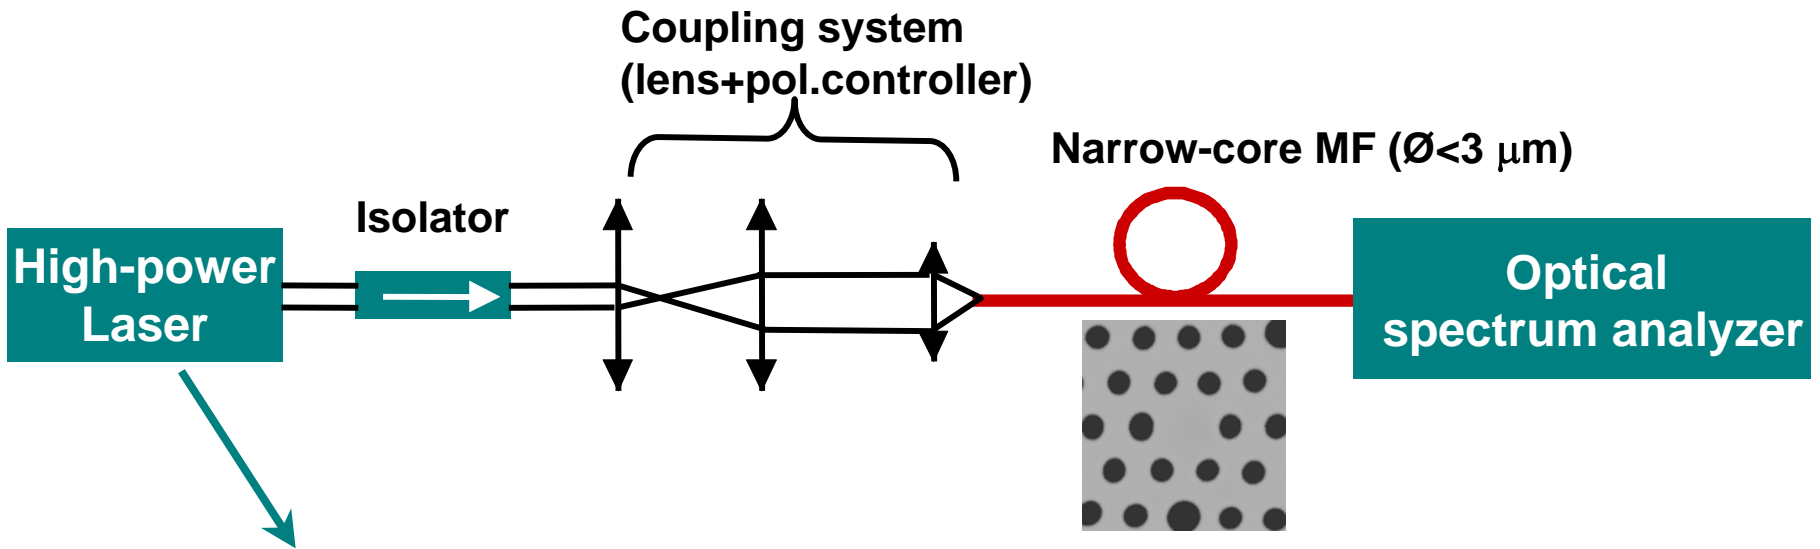 Coupling system
(lens+pol.controller)
Narrow-core MF (Ø<3 μm)
Isolator
High-power
Laser
Optical
spectrum analyzer